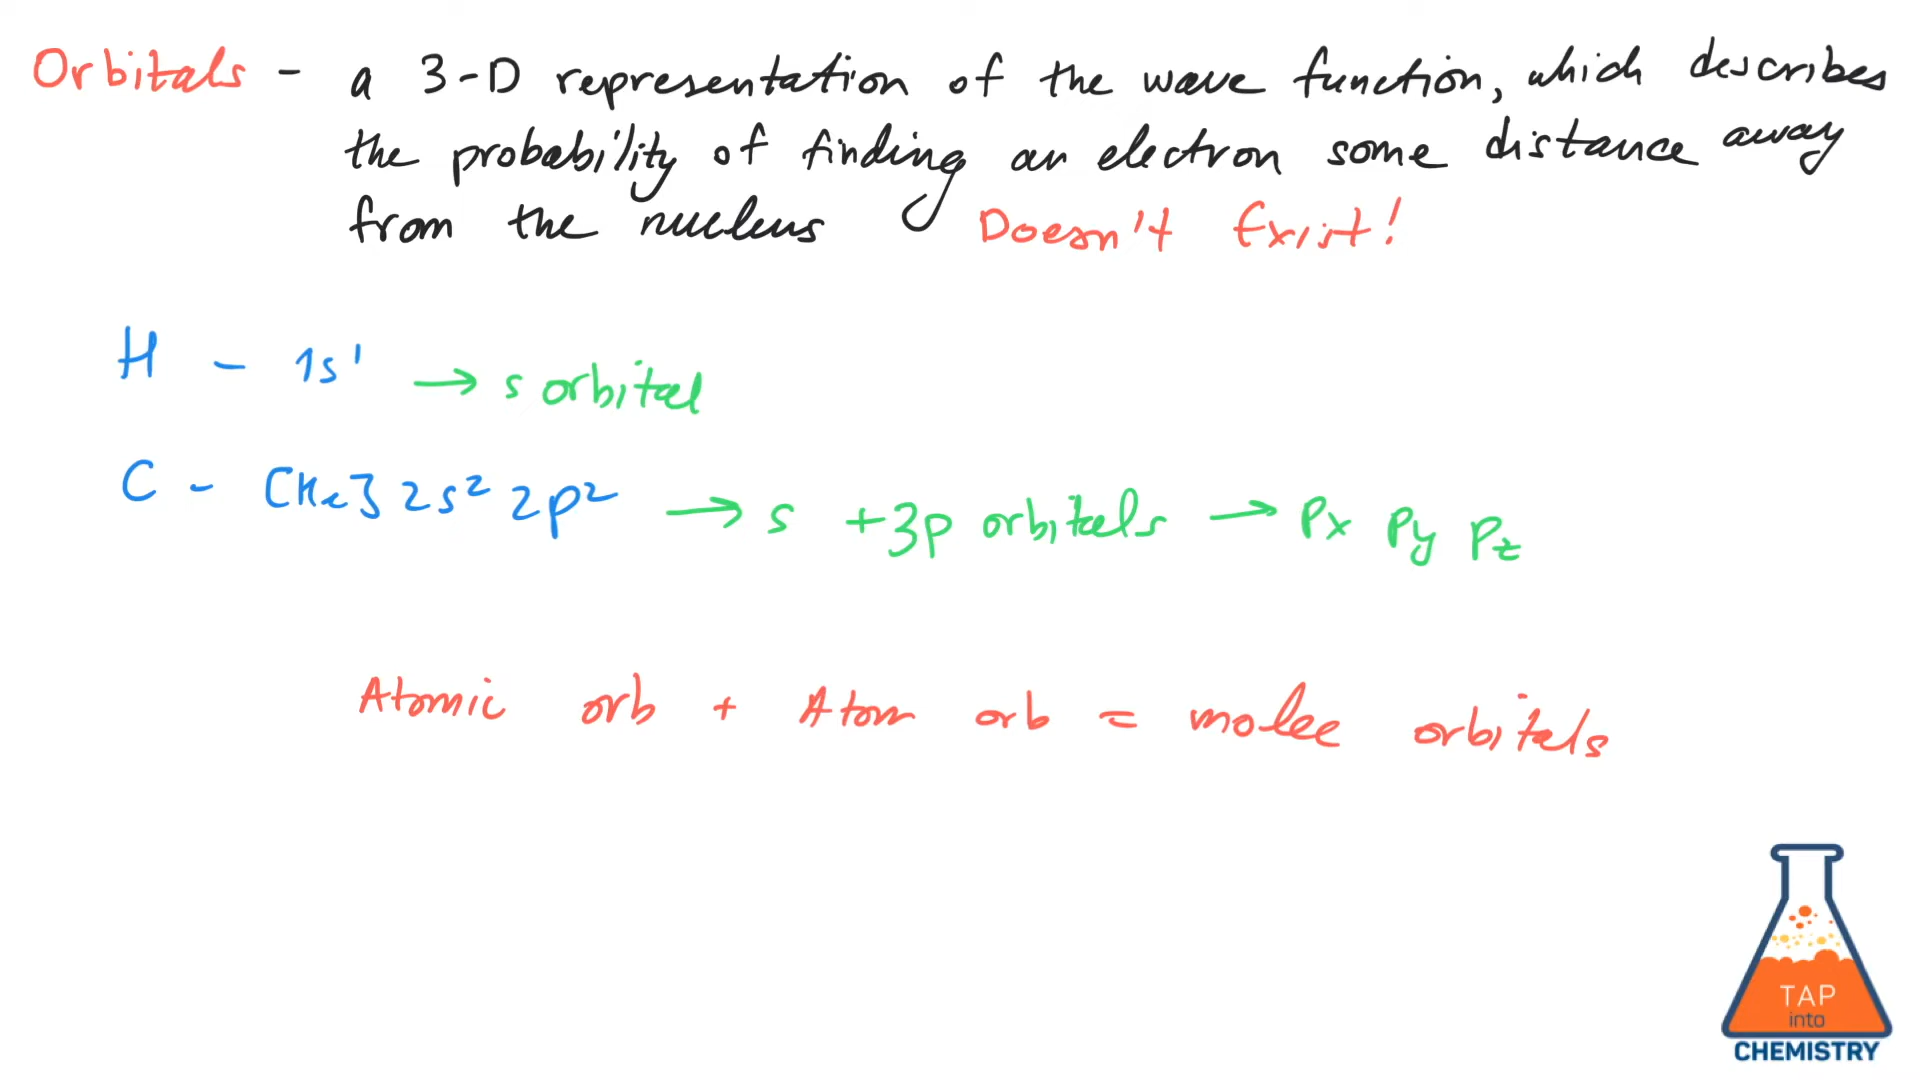 Orbitals - a 3-D representation of the wave function, which describes
the probability of finding an electron some distance away
from the nucleus Doesn't Exist!
H - 1s¹ → s orbital
C - [He] 2s² 2p² → s +3p orbitals → Px Py Pz
Atomic orb + Atom orb = molec orbitals
TAP
into
CHEMISTRY